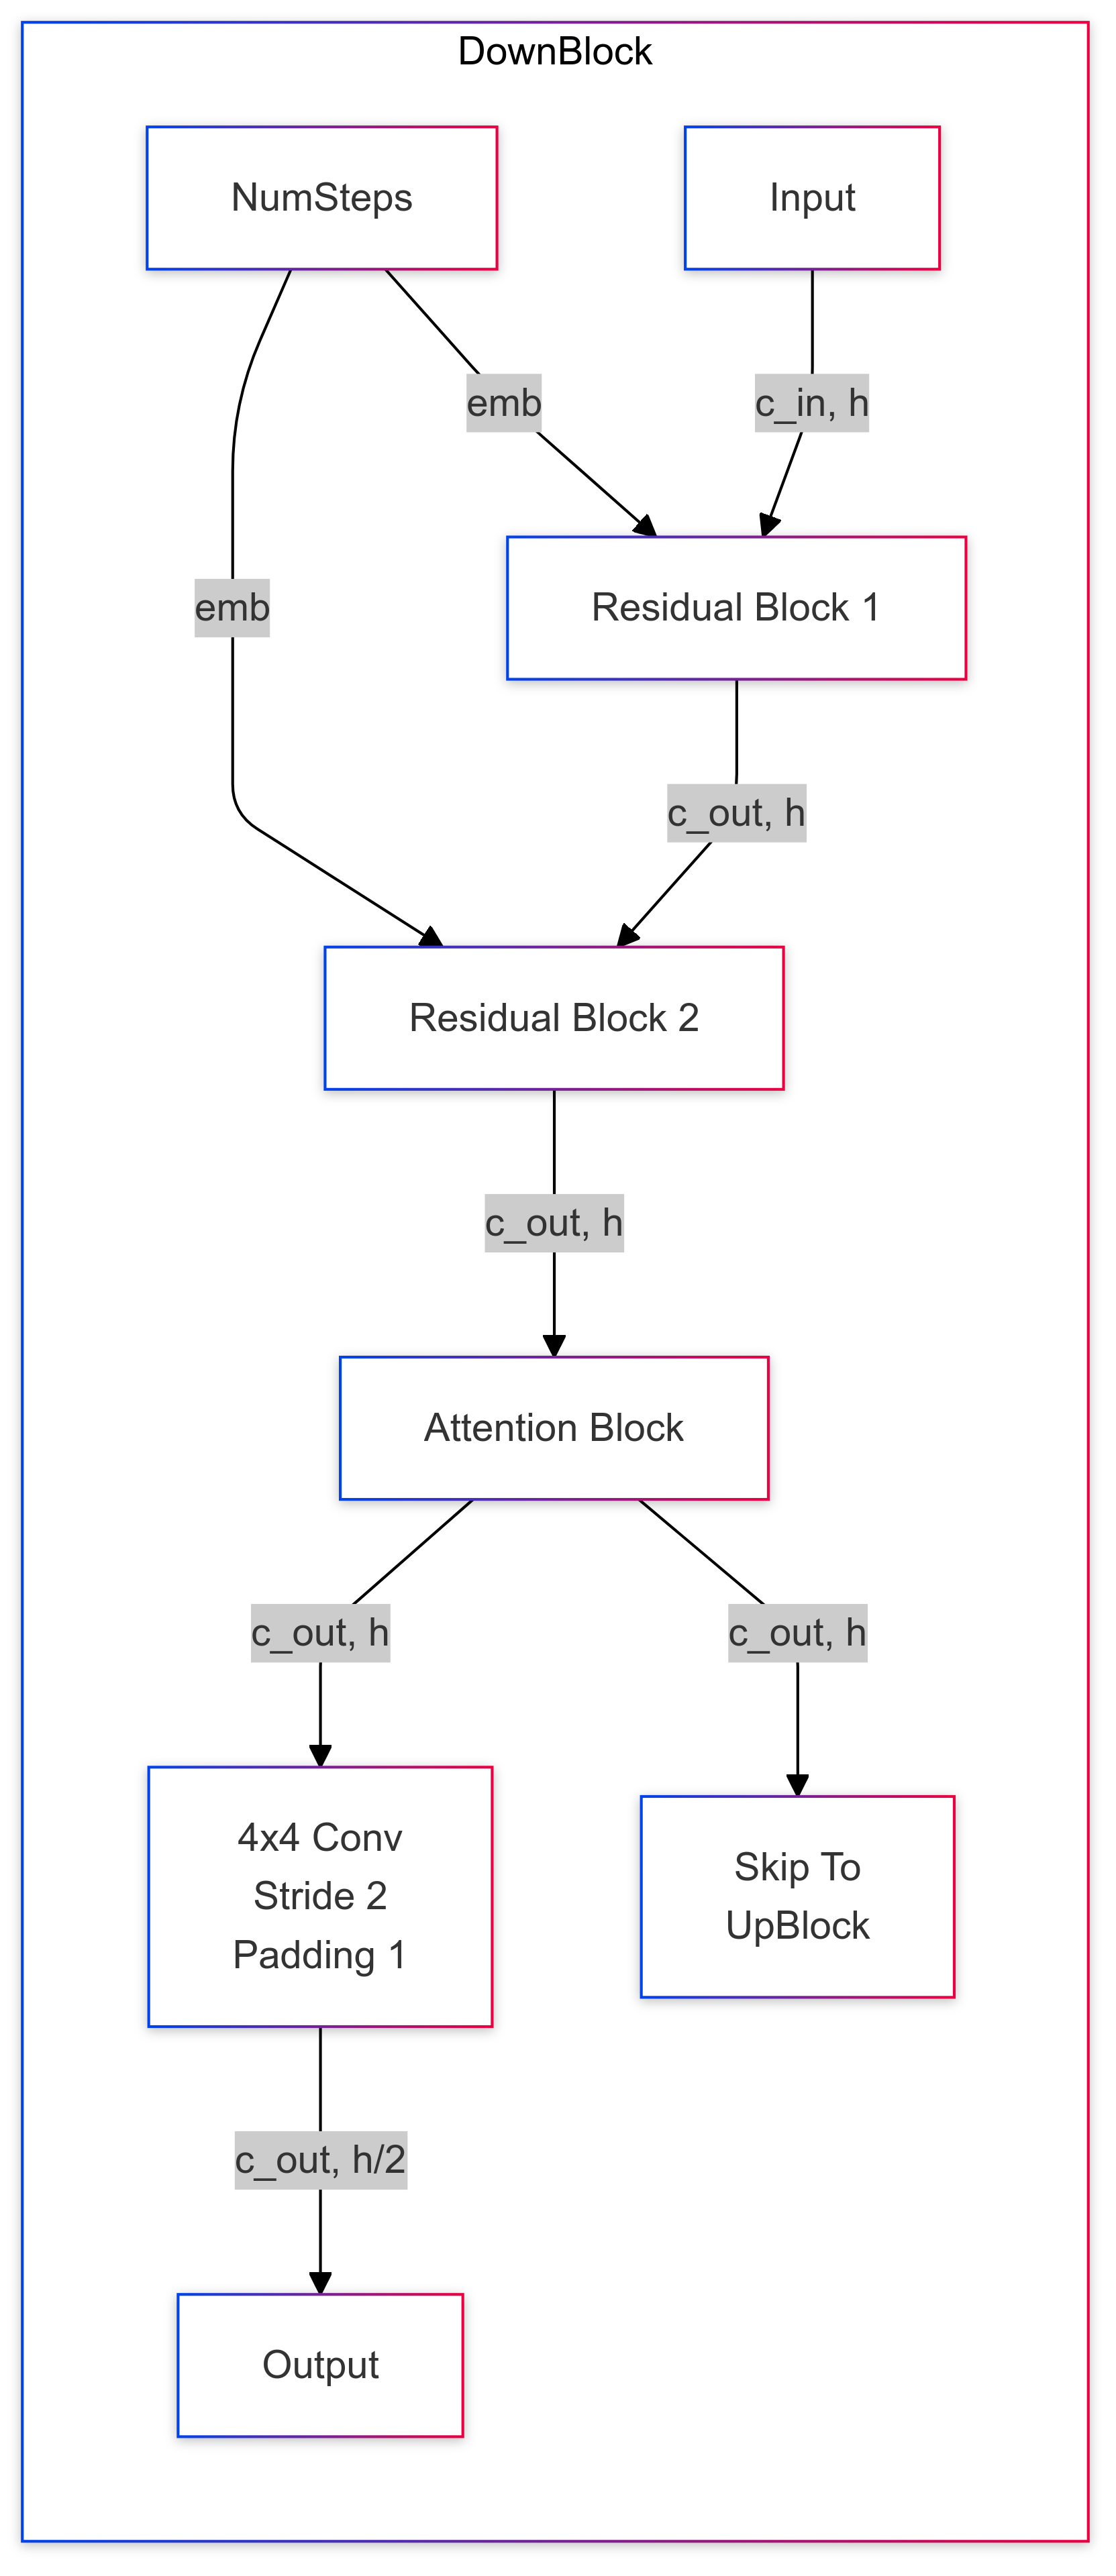 DownBlock
NumSteps
Input
emb
c_in, h
emb
Residual Block 1
c_out, h
Residual Block 2
c_out, h
Attention Block
c_out, h
c_out, h
4x4 Conv
Stride 2
Padding 1
Skip To
UpBlock
c_out, h/2
Output